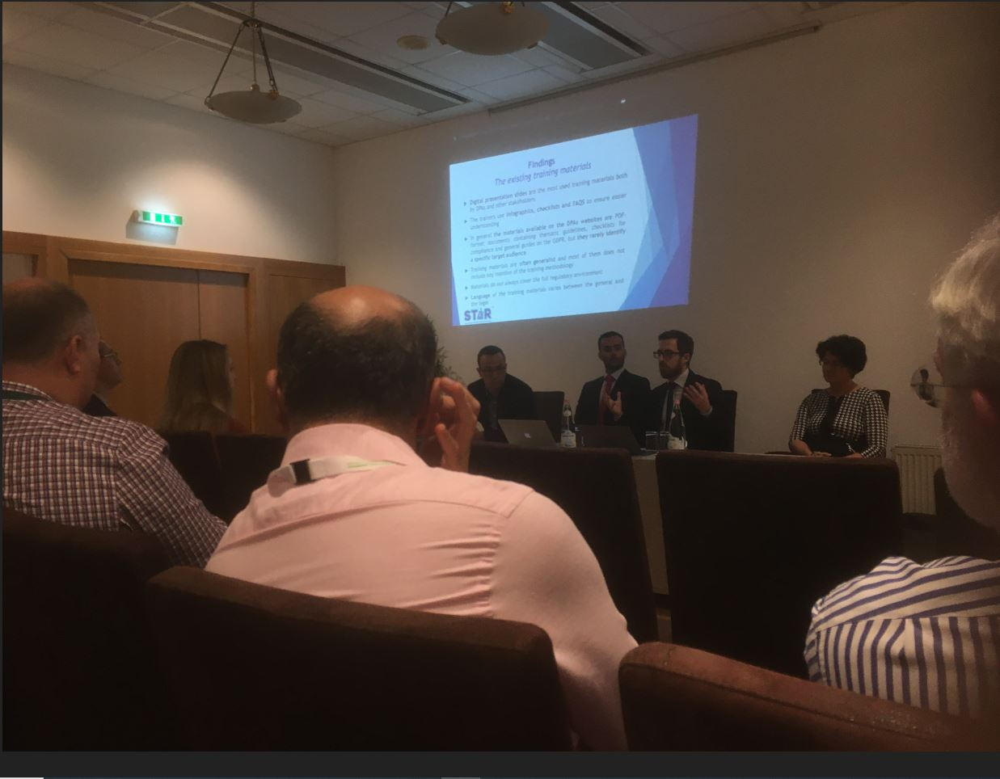 Findings
The existing training materials
Digital presentation slides are the most used training materials both
by DPAs and other stakeholders
The trainers use infographics, checklists and FAQS to ensure easier
understanding
In general the materials available on the DPAs websites are PDF-
format documents containing thematic guidelines, checklists for
compliance and general guides on the GDPR, but they rarely identify
a specific target audience
Training materials are often generalist and most of them does not
include any mention of the training methodology
Materials do not always cover the full regulatory environment
Language of the training materials varies between the general and
the legal
STAR